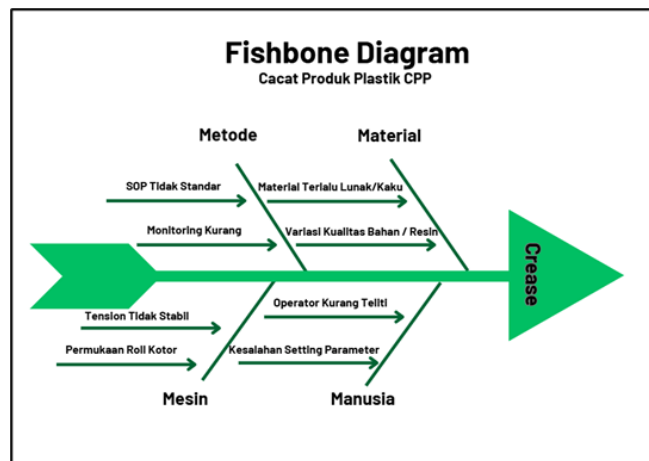 Fishbone Diagram
Cacat Produk Plastik CPP
Metode
Material
SOP Tidak Standar
Material Terlalu Lunak/Kaku
Monitoring Kurang
Variasi Kualitas Bahan / Resin
Crease
Tension Tidak Stabil
Operator Kurang Teliti
Permukaan Roll Kotor
Kesalahan Setting Parameter
Mesin
Manusia